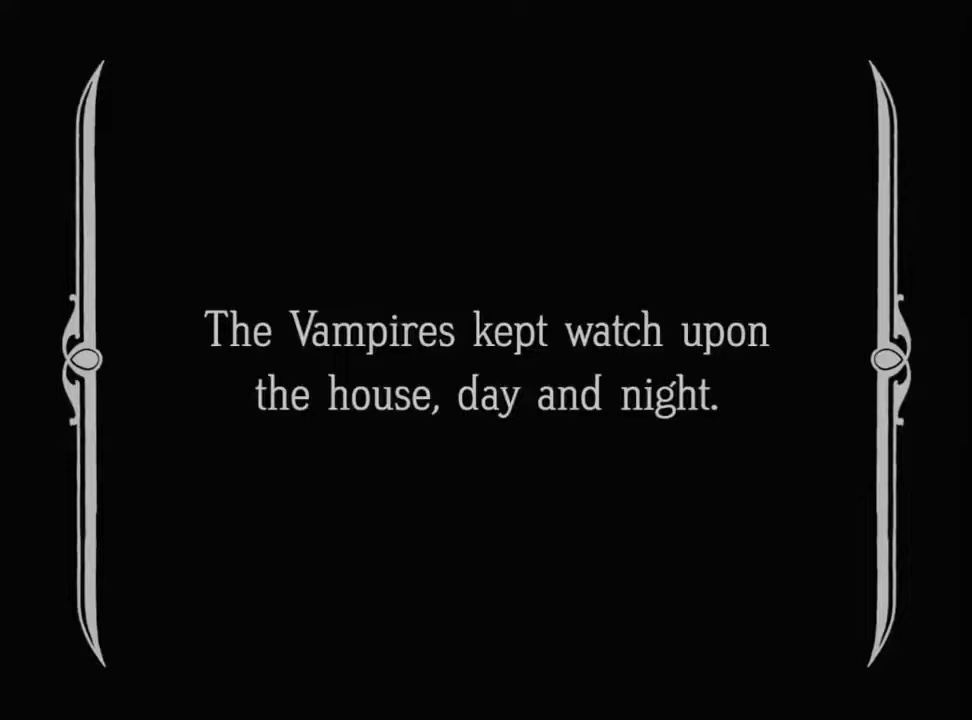 The Vampires kept watch upon
the house, day and night.